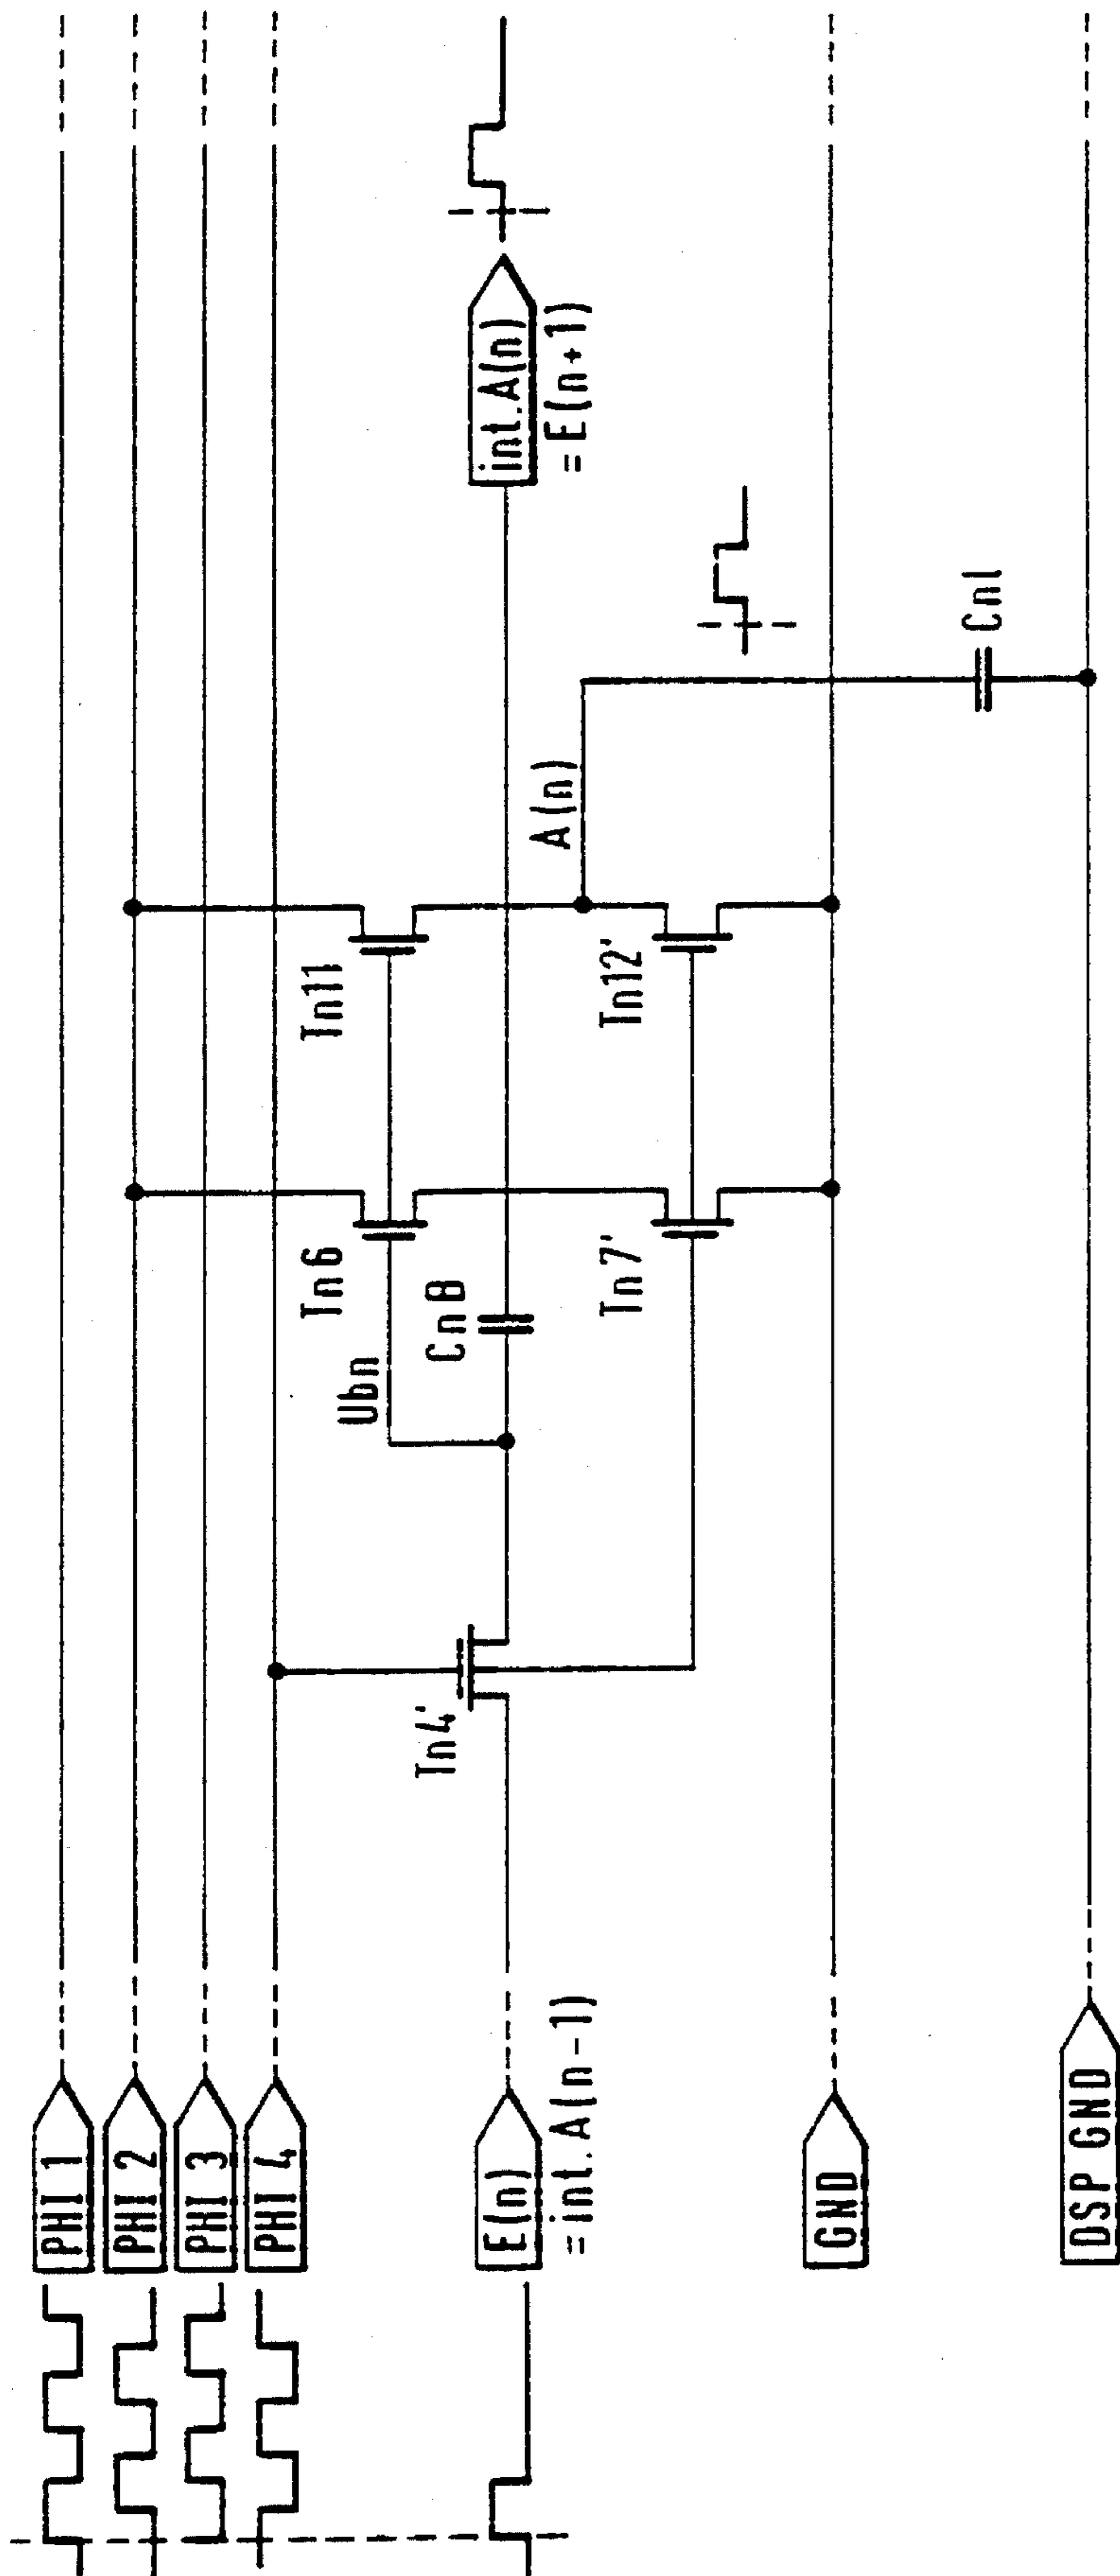 PHI 1
PHI 2
PHI 3
PHI 4
E(n)
=int.A(n-1)
GND
DSP GND
Tn4'
Ubn
Tn6
CnB
Tn7'
Tn11
Tn12'
A(n)
Cnl
int.A(n)
=E(n+1)